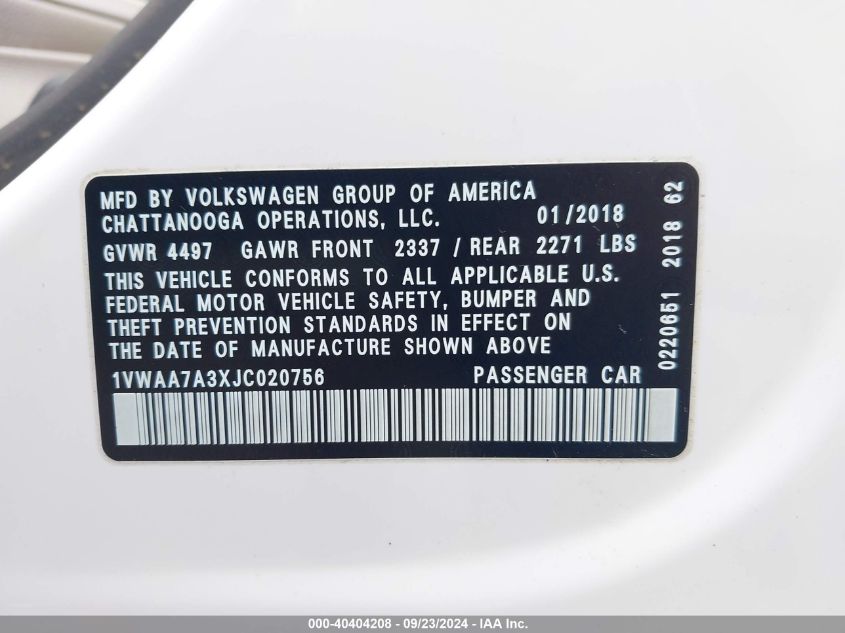 MFD BY VOLKSWAGEN GROUP OF AMERICA
CHATTANOOGA OPERATIONS, LLC. 01/2018
GVWR 4497 GAWR FRONT 2337 / REAR 2271 LBS
THIS VEHICLE CONFORMS TO ALL APPLICABLE U.S.
FEDERAL MOTOR VEHICLE SAFETY, BUMPER AND
THEFT PREVENTION STANDARDS IN EFFECT ON
THE DATE OF MANUFACTURE SHOWN ABOVE
1VWAA7A3XJC020756 PASSENGER CAR
0220651 2018 62
000-40404208 - 09/23/2024 - IAA Inc.